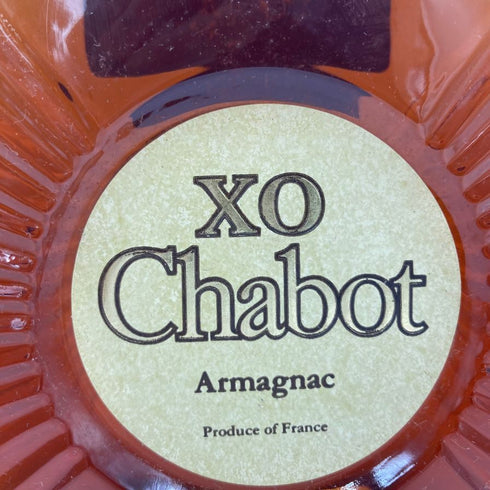 XO
Chabot
Armagnac
Produce of France